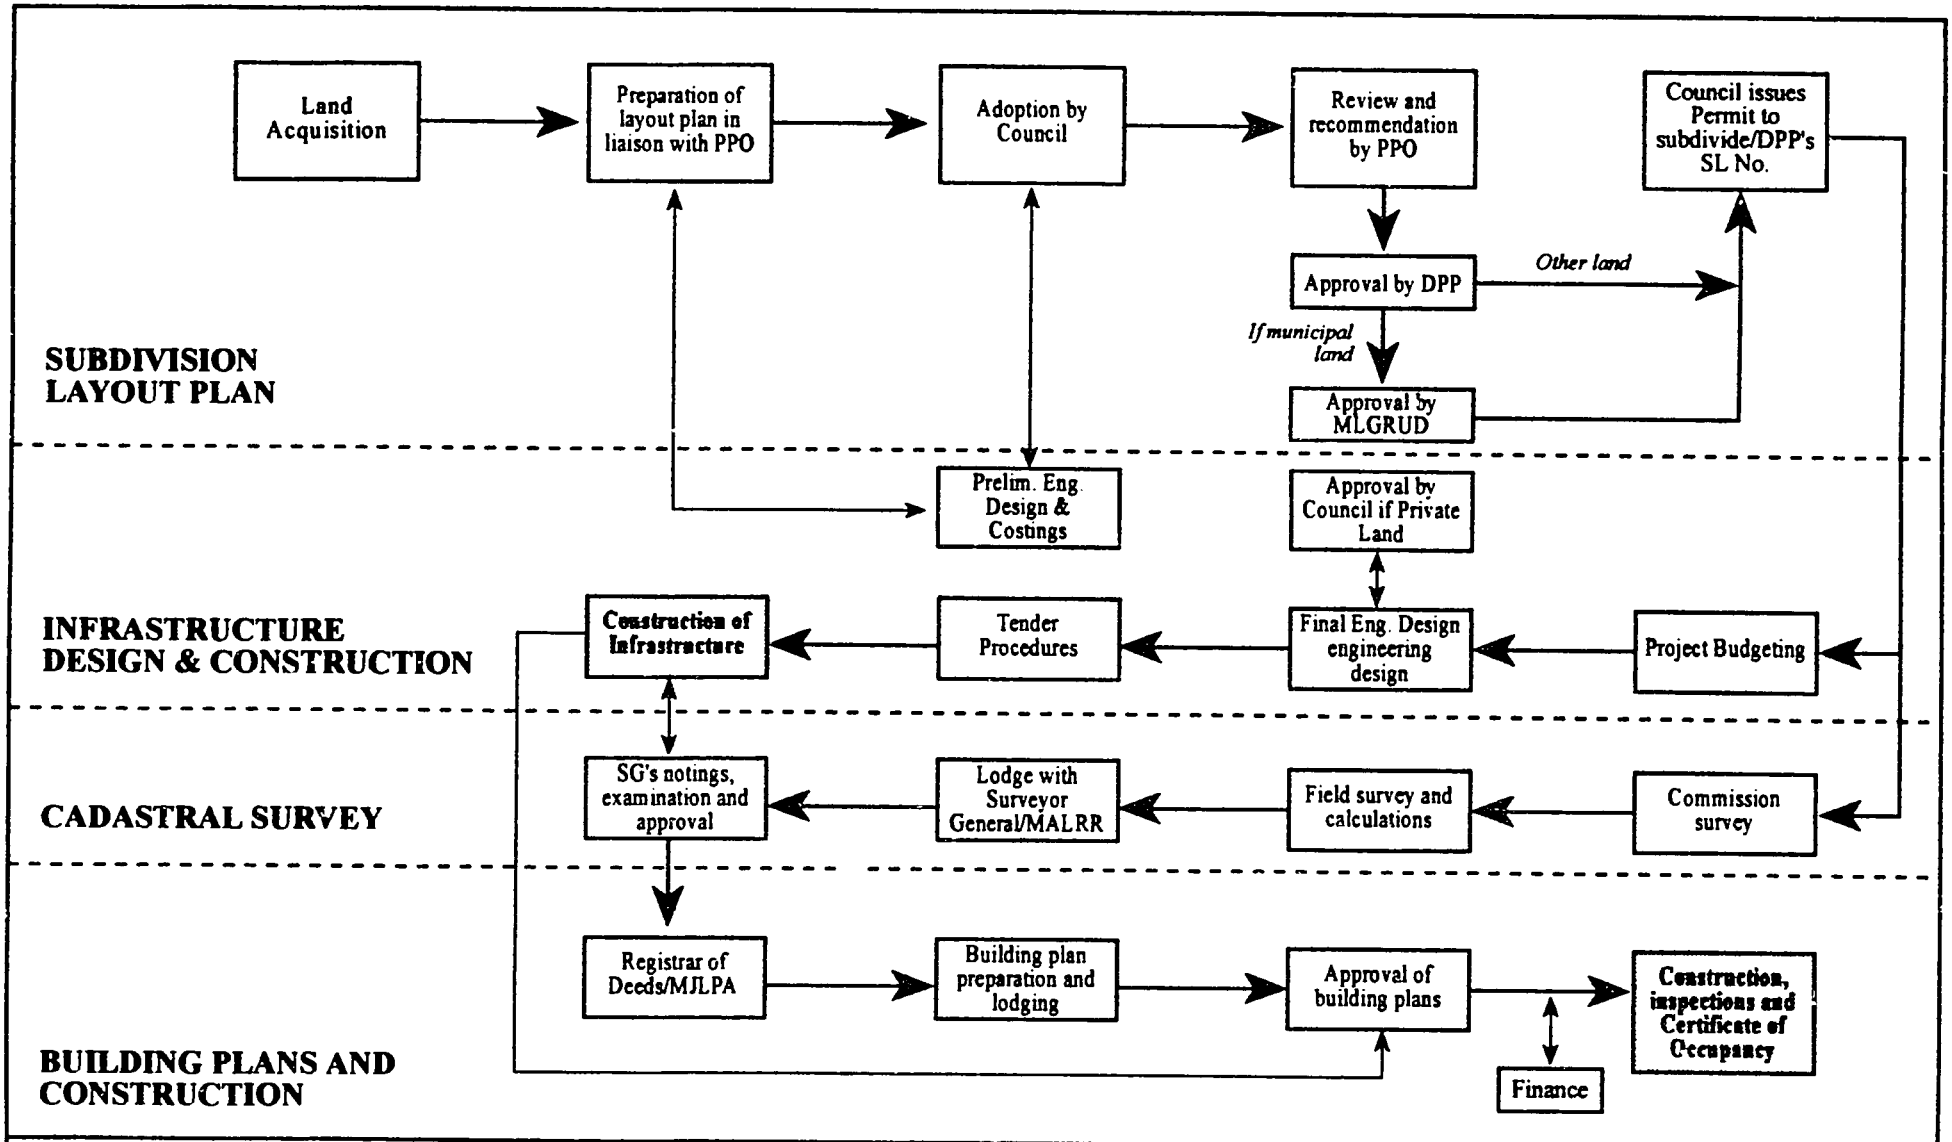 Land
Acquisition
Preparation of
layout plan in
liaison with PPO
Adoption by
Council
Review and
recommendation
by PPO
Council issues
Permit to
subdivide/DPP's
SL No.
Approval by DPP
Other land
If municipal
land
Approval by
MLGRUD
SUBDIVISION
LAYOUT PLAN
Prelim. Eng.
Design &
Costings
Approval by
Council if Private
Land
INFRASTRUCTURE
DESIGN & CONSTRUCTION
Construction of
Infrastructure
Tender
Procedures
Final Eng. Design
engineering
design
Project Budgeting
CADASTRAL SURVEY
SG's notings,
examination and
approval
Lodge with
Surveyor
General/MALRR
Field survey and
calculations
Commission
survey
Registrar of
Deeds/MJLPA
Building plan
preparation and
lodging
Approval of
building plans
Construction,
inspections and
Certificate of
Occupancy
Finance
BUILDING PLANS AND
CONSTRUCTION